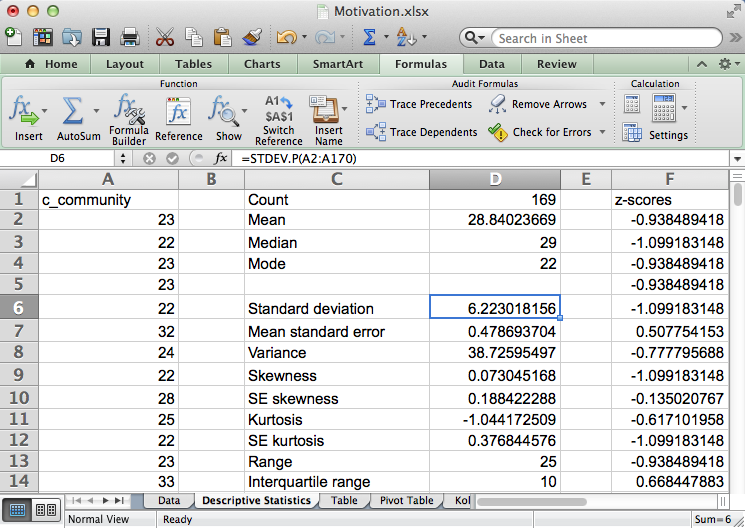 Motivation.xlsx
Search in Sheet
Home Layout Tables Charts SmartArt Formulas Data Review
Function Audit Formulas Calculation
fx Σ fx fx fx A1 $A$1
Trace Precedents Remove Arrows
Trace Dependents Check for Errors Settings
Insert AutoSum Formula Builder Reference Show Switch Reference Insert Name
D6 fx =STDEV.P(A2:A170)
A B C D E F
1 c_community Count 169 z-scores
2 23 Mean 28.84023669 -0.938489418
3 22 Median 29 -1.099183148
4 23 Mode 22 -0.938489418
5 23 -0.938489418
6 22 Standard deviation 6.223018156 -1.099183148
7 32 Mean standard error 0.478693704 0.507754153
8 24 Variance 38.72595497 -0.777795688
9 22 Skewness 0.073045168 -1.099183148
10 28 SE skewness 0.188422288 -0.135020767
11 25 Kurtosis -1.044172509 -0.617101958
12 22 SE kurtosis 0.376844576 -1.099183148
13 23 Range 25 -0.938489418
14 33 Interquartile range 10 0.668447883
Data Descriptive Statistics Table Pivot Table Kol
Normal View Ready Sum=6